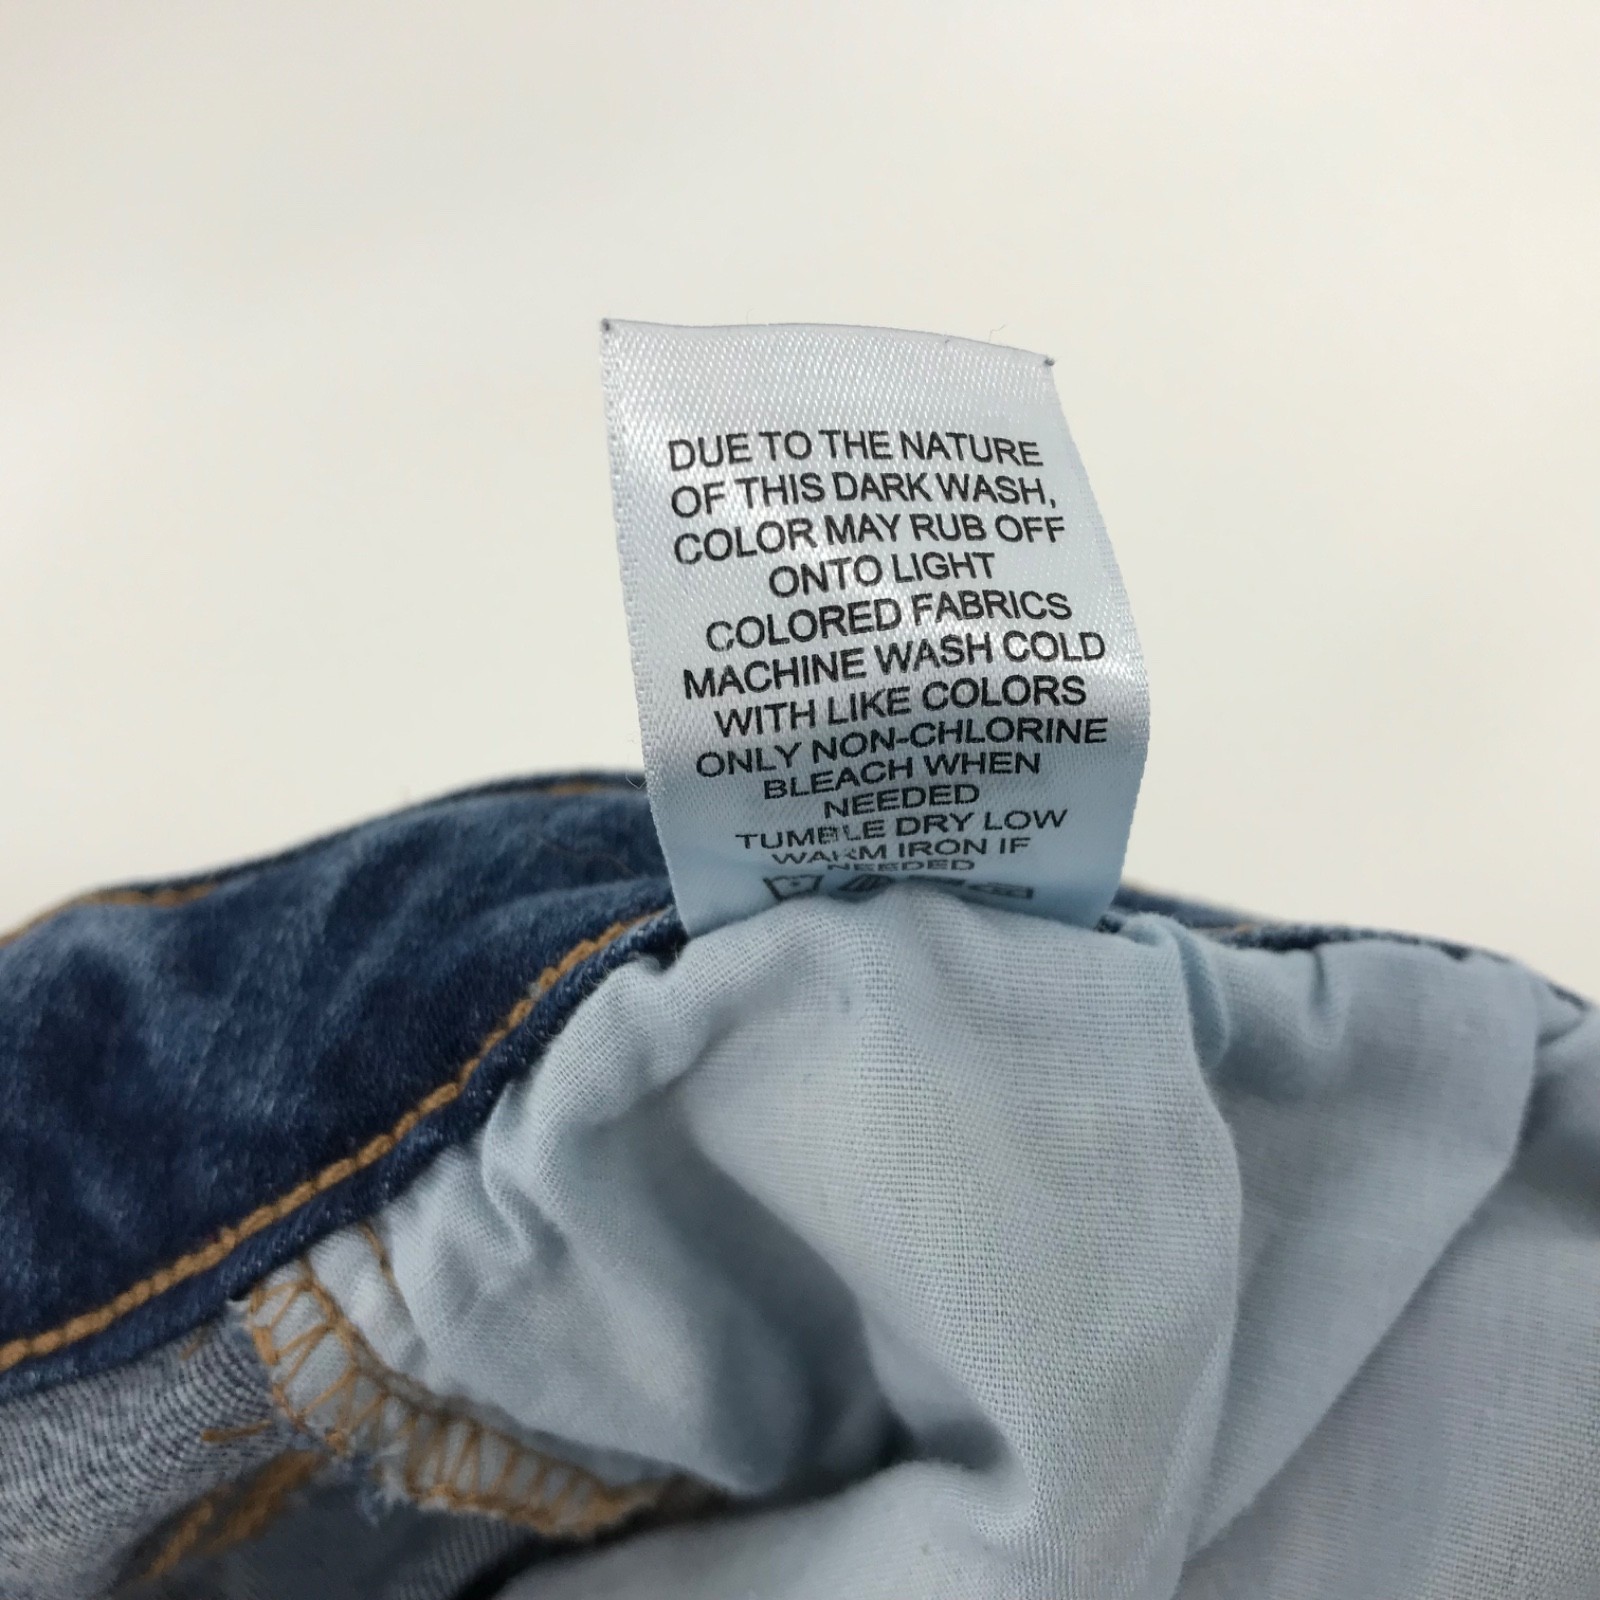 DUE TO THE NATURE
OF THIS DARK WASH,
COLOR MAY RUB OFF
ONTO LIGHT
COLORED FABRICS
MACHINE WASH COLD
WITH LIKE COLORS
ONLY NON-CHLORINE
BLEACH WHEN
NEEDED
TUMBLE DRY LOW
WARM IRON IF
NEEDED